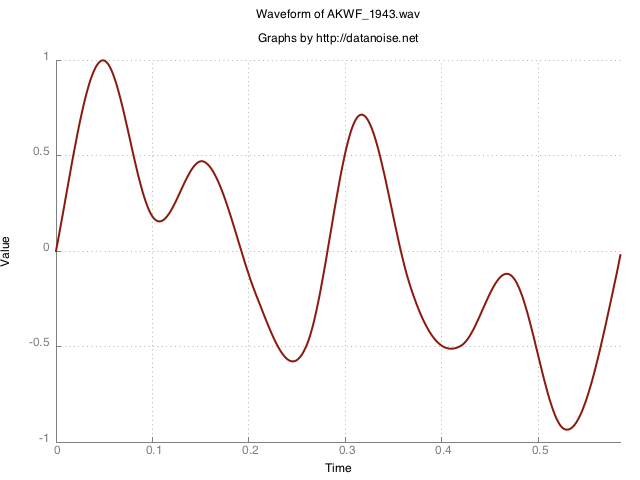 Waveform of AKWF_1943.wav
Graphs by http://datanoise.net
1
0.5
0
-0.5
-1
Value
0 0.1 0.2 0.3 0.4 0.5
Time